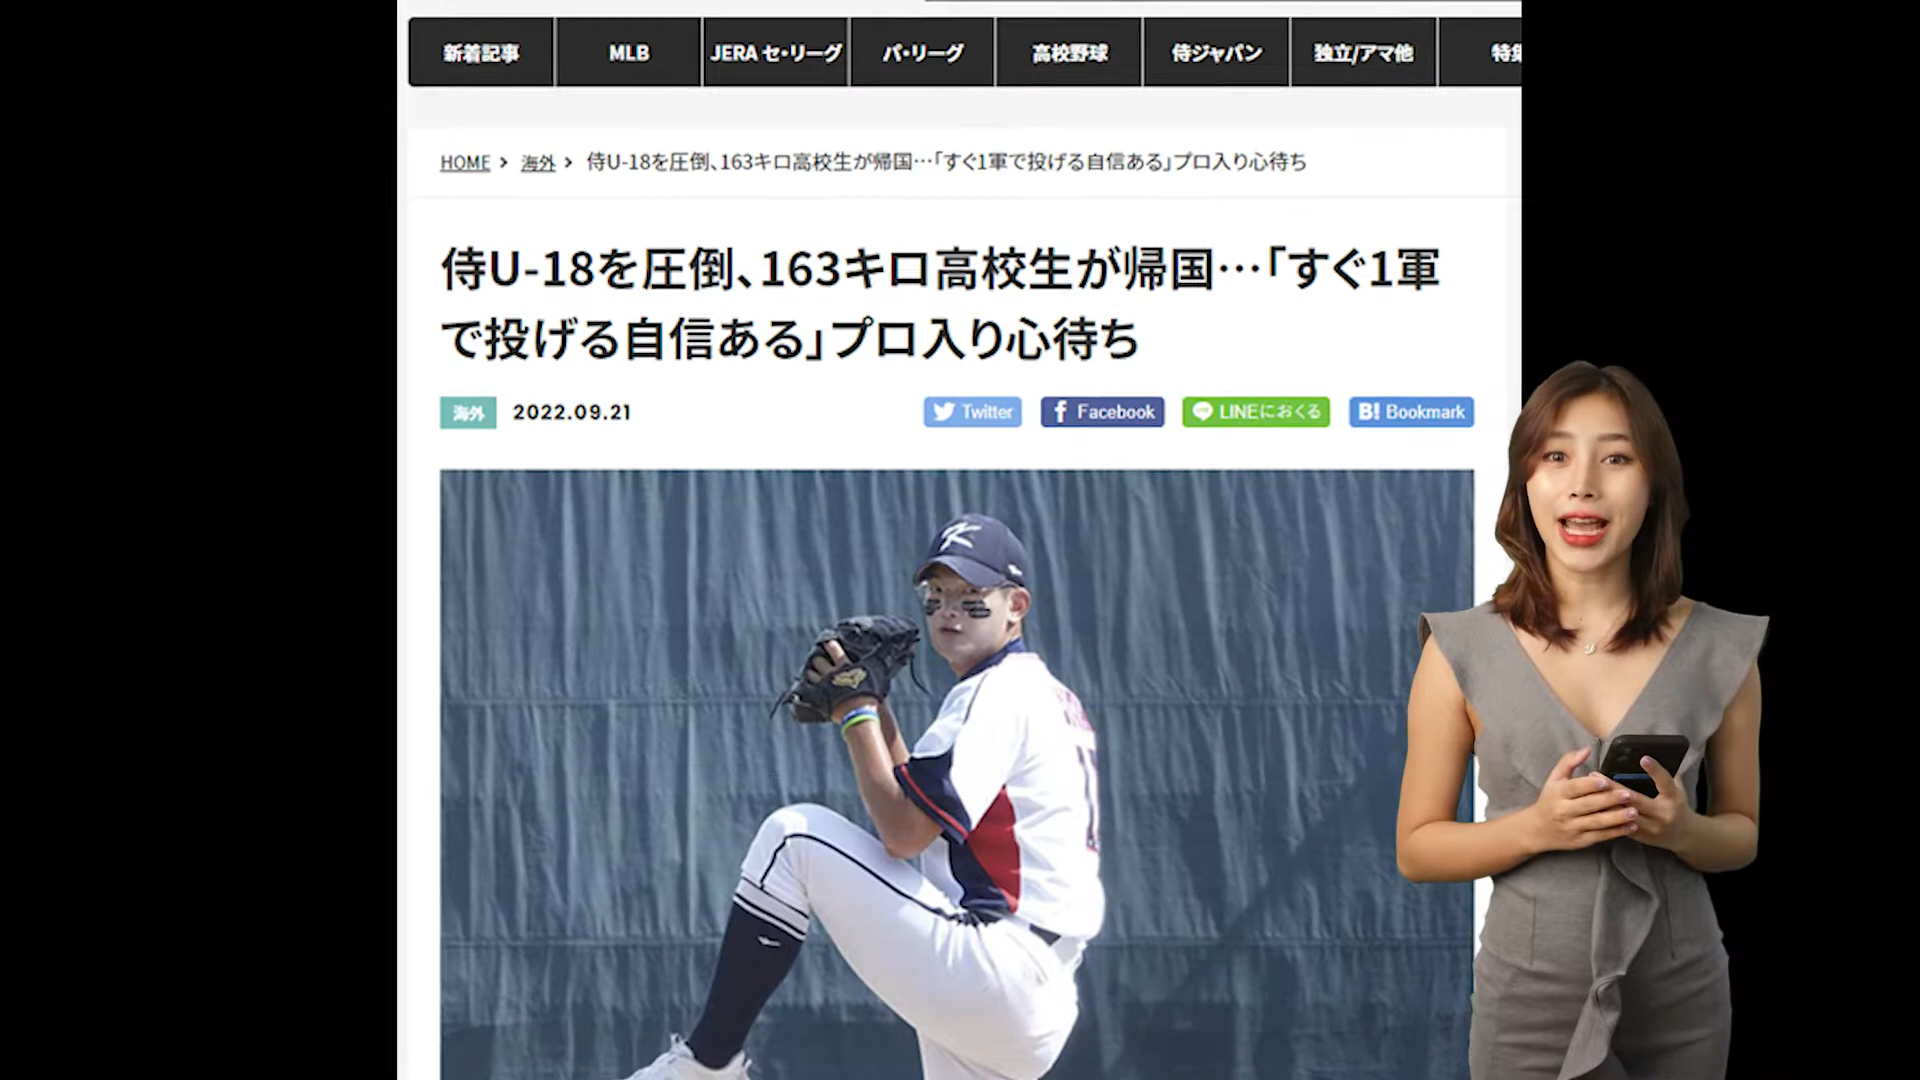 新着記事
MLB
JERA セ・リーグ
パ・リーグ
高校野球
侍ジャパン
独立/アマ他
特集
HOME > 海外 > 侍U-18を圧倒、163キロ高校生が帰国…「すぐ1軍で投げる自信ある」プロ入り心待ち
侍U-18を圧倒、163キロ高校生が帰国…「すぐ1軍
で投げる自信ある」プロ入り心待ち
海外 2022.09.21
Twitter
Facebook
LINEにおくる
B! Bookmark
K